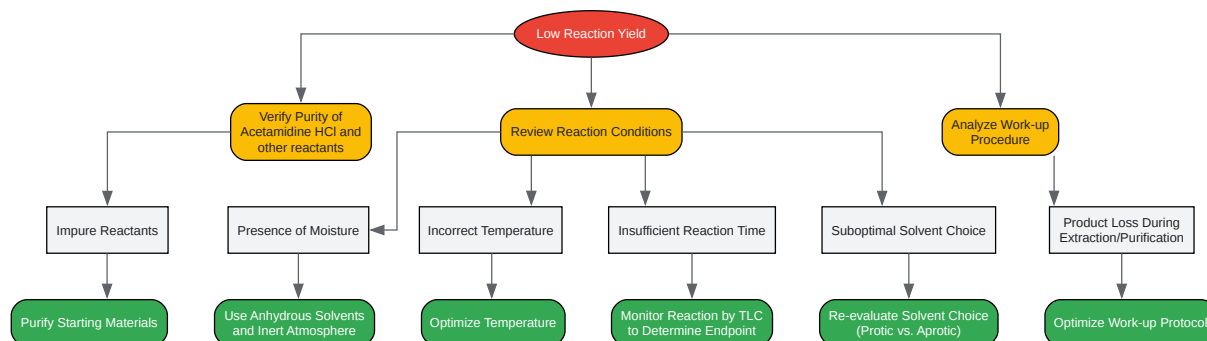 Low Reaction Yield
Verify Purity of
Acetamidine HCl and
other reactants
Review Reaction Conditions
Analyze Work-up
Procedure
Impure Reactants
Presence of Moisture
Incorrect Temperature
Insufficient Reaction Time
Suboptimal Solvent Choice
Product Loss During
Extraction/Purification
Purify Starting Materials
Use Anhydrous Solvents
and Inert Atmosphere
Optimize Temperature
Monitor Reaction by TLC
to Determine Endpoint
Re-evaluate Solvent Choice
(Protic vs. Aprotic)
Optimize Work-up Protocol